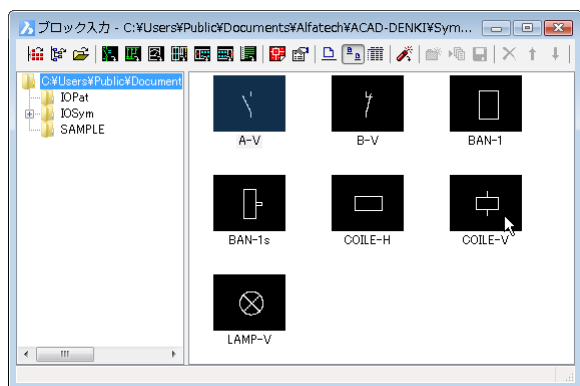 ブロック入力 - C:¥Users¥Public¥Documents¥Alfatech¥ACAD-DENKI¥Sym...
C:¥Users¥Public¥Document
IOPat
IOSym
SAMPLE
A-V
B-V
BAN-1
BAN-1s
COILE-H
COILE-V
LAMP-V